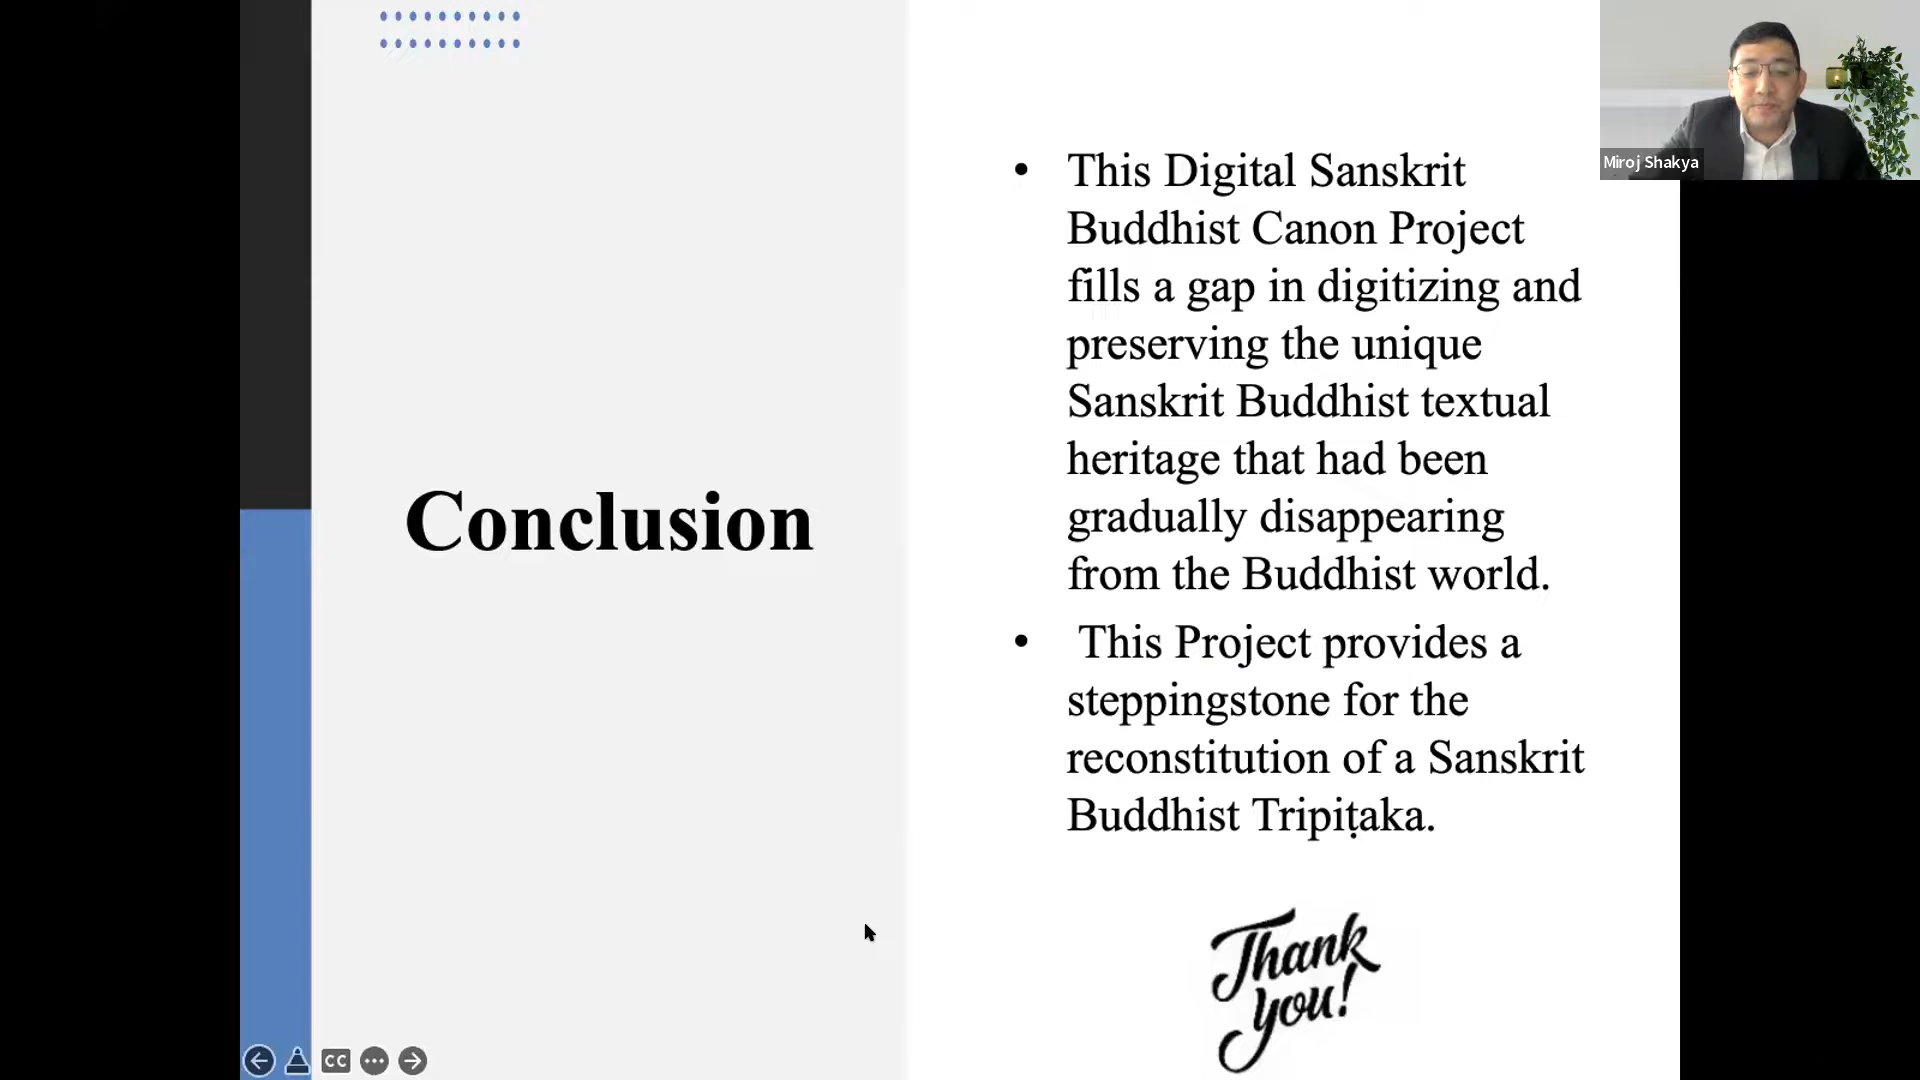 Conclusion
• This Digital Sanskrit
Buddhist Canon Project
fills a gap in digitizing and
preserving the unique
Sanskrit Buddhist textual
heritage that had been
gradually disappearing
from the Buddhist world.
• This Project provides a
steppingstone for the
reconstitution of a Sanskrit
Buddhist Tripiṭaka.
Thank
you!
Miroj Shakya
CC